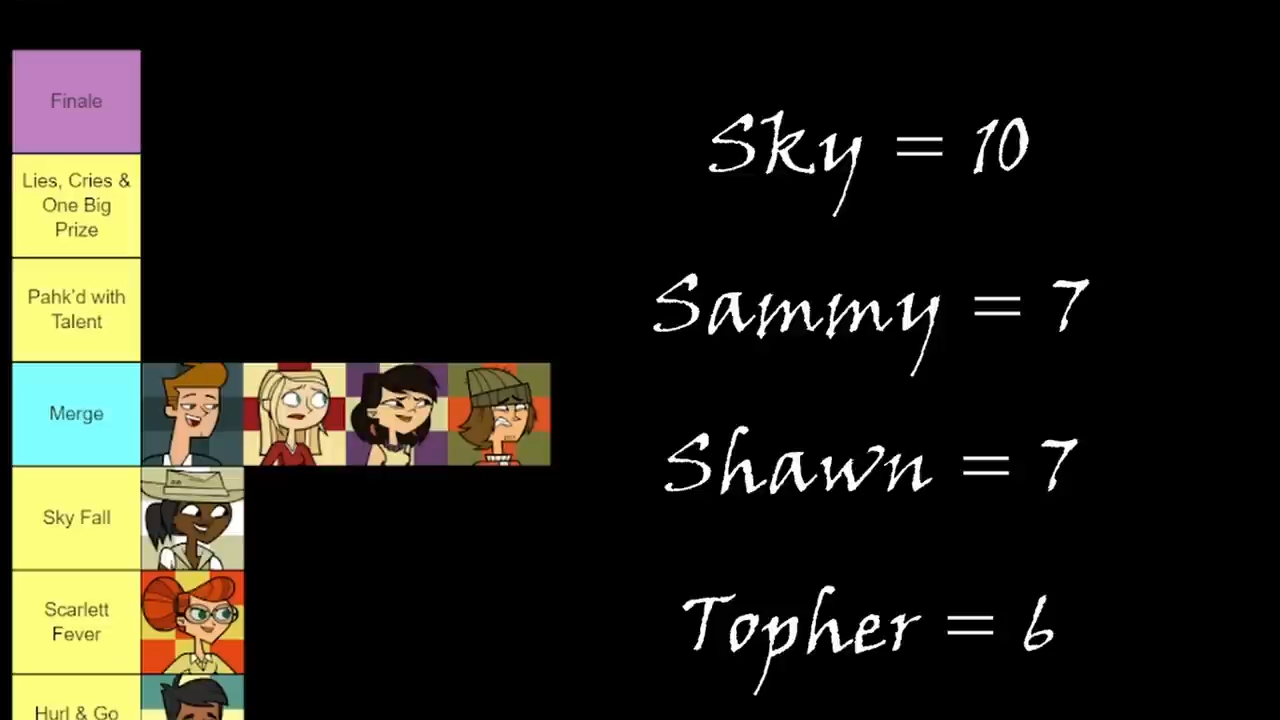 Finale
Lies, Cries &
One Big
Prize
Pahk'd with
Talent
Merge
Sky Fall
Scarlett
Fever
Hurl & Go
Sky = 10
Sammy = 7
Shawn = 7
Topher = 6